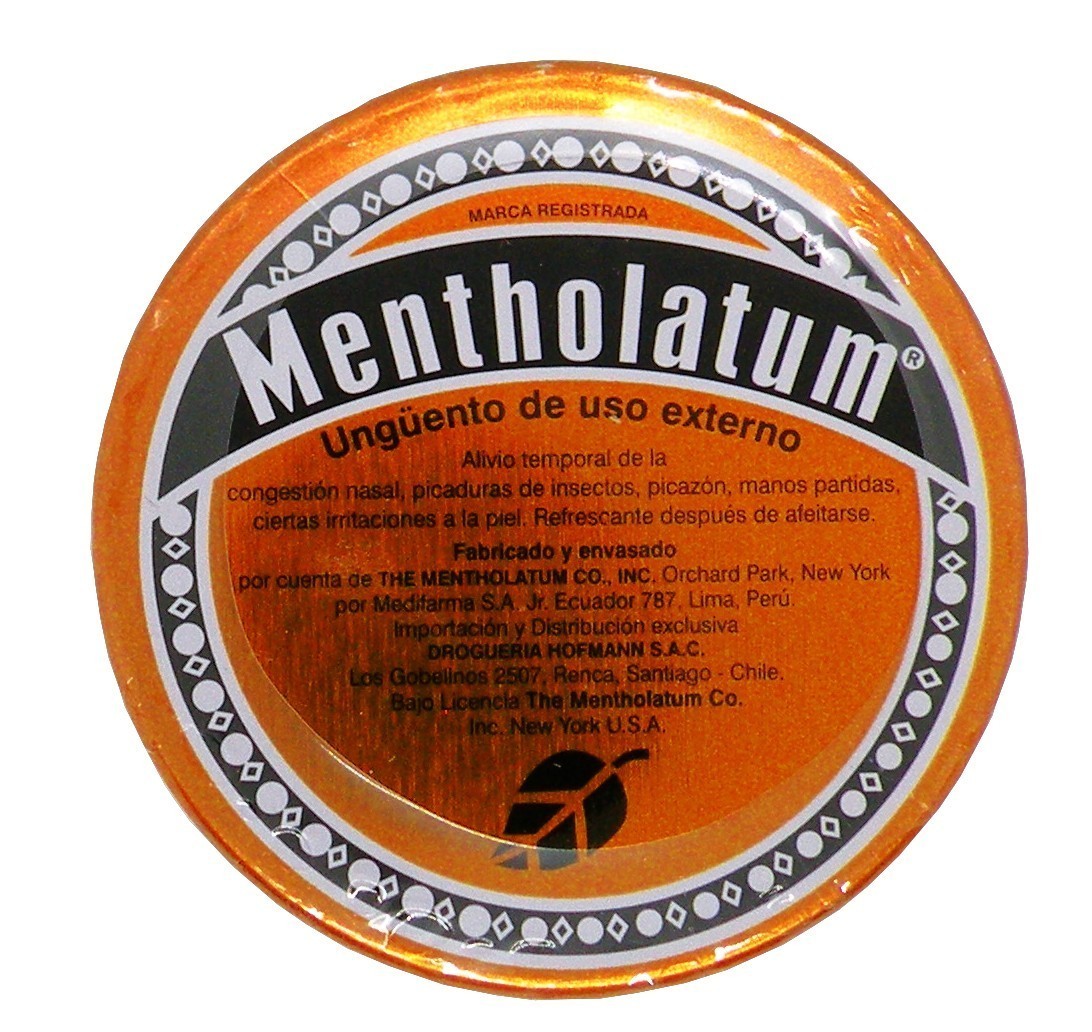 MARCA REGISTRADA
Mentholatum®
Ungüento de uso externo
Alivio temporal de la
congestión nasal, picaduras de insectos, picazón, manos partidas,
ciertas irritaciones a la piel. Refrescante después de afeitarse.
Fabricado y envasado
por cuenta de THE MENTHOLATUM CO., INC. Orchard Park, New York
por Medifarma S.A. Jr. Ecuador 787, Lima, Perú.
Importación y Distribución exclusiva
DROGUERIA HOFMANN S.A.C.
Los Gobelinos 2507, Renca, Santiago - Chile.
Bajo Licencia The Mentholatum Co.
Inc. New York U.S.A.